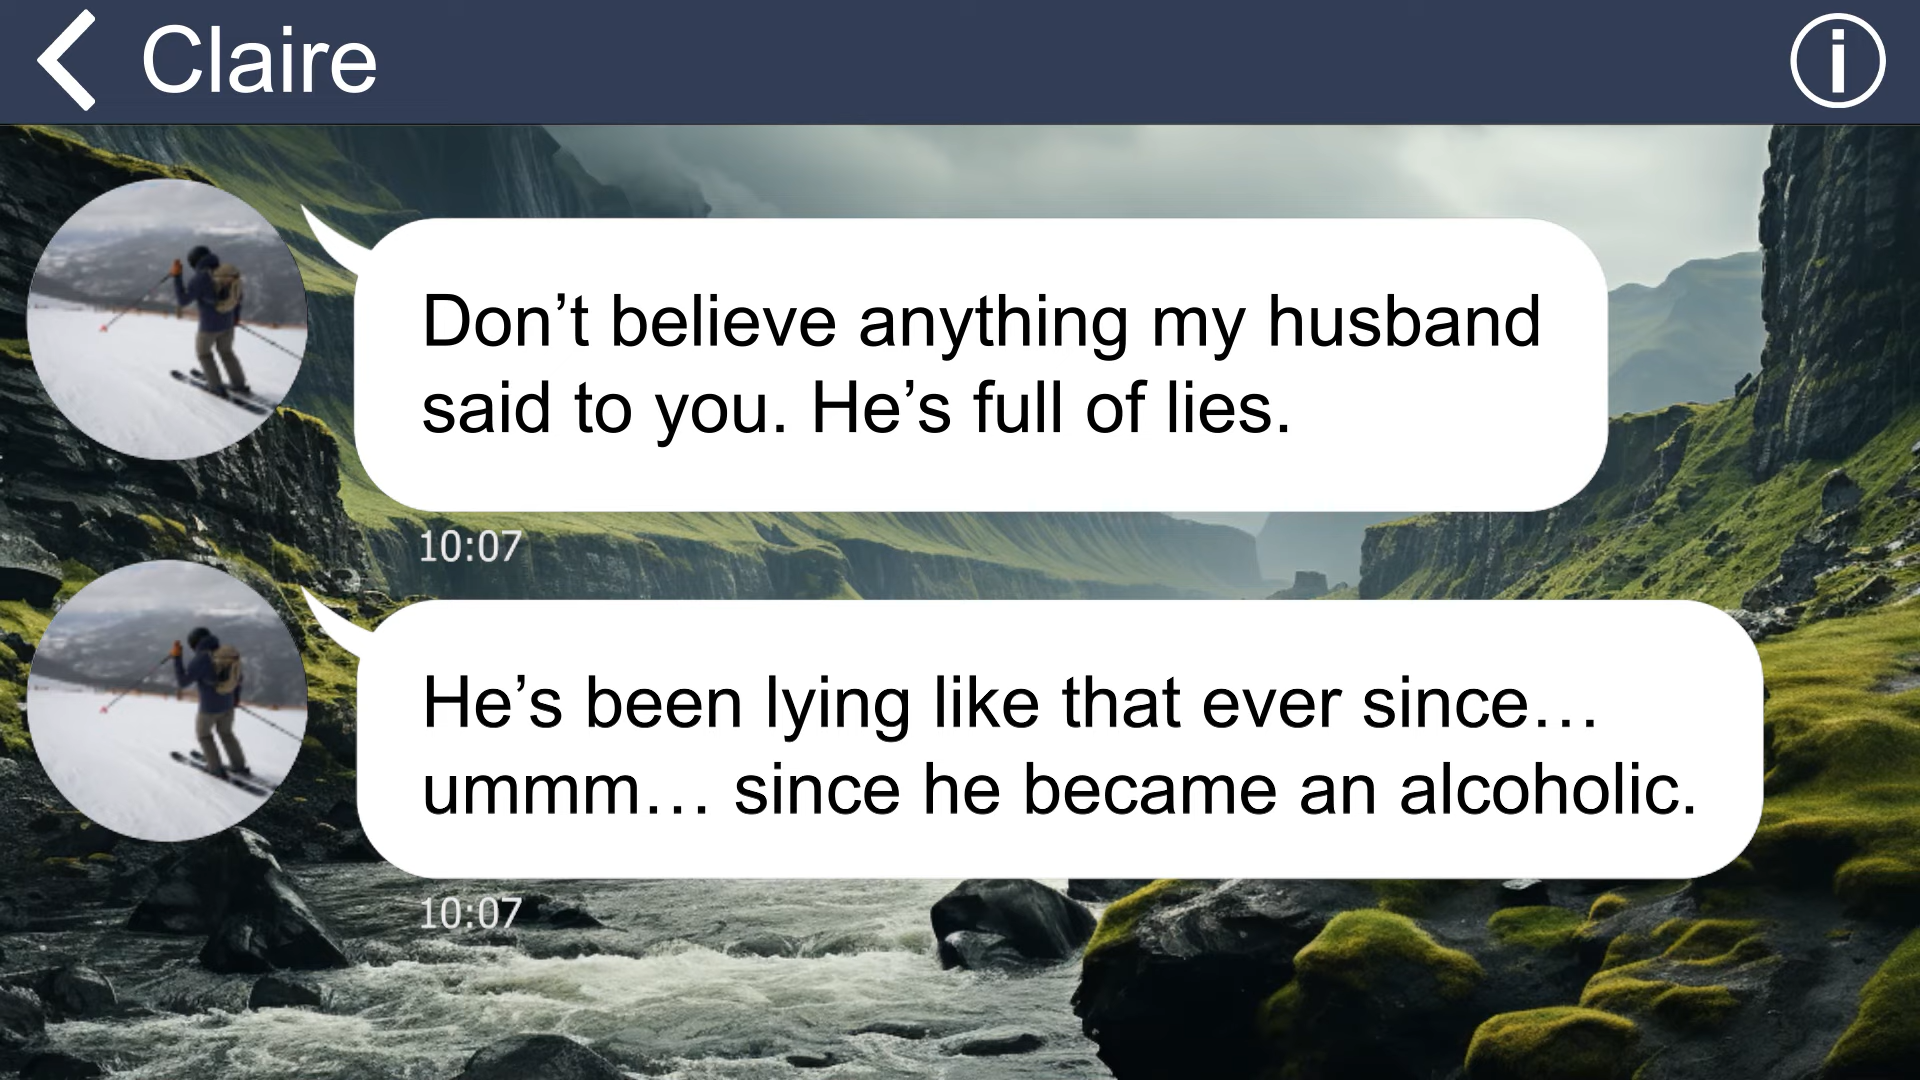 Claire
Don’t believe anything my husband
said to you. He’s full of lies.
10:07
He’s been lying like that ever since…
ummm… since he became an alcoholic.
10:07